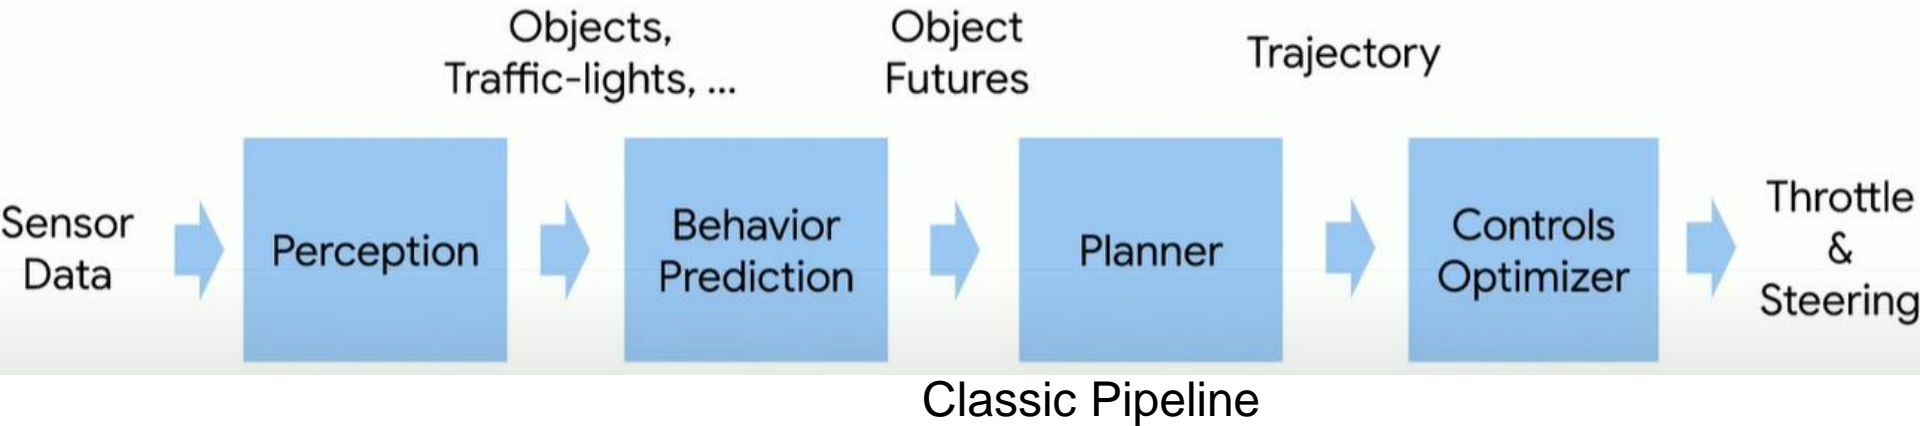 Objects,
Traffic-lights, ...
Object
Futures
Trajectory
Sensor
Data
Perception
Behavior
Prediction
Planner
Controls
Optimizer
Throttle
&
Steering
Classic Pipeline